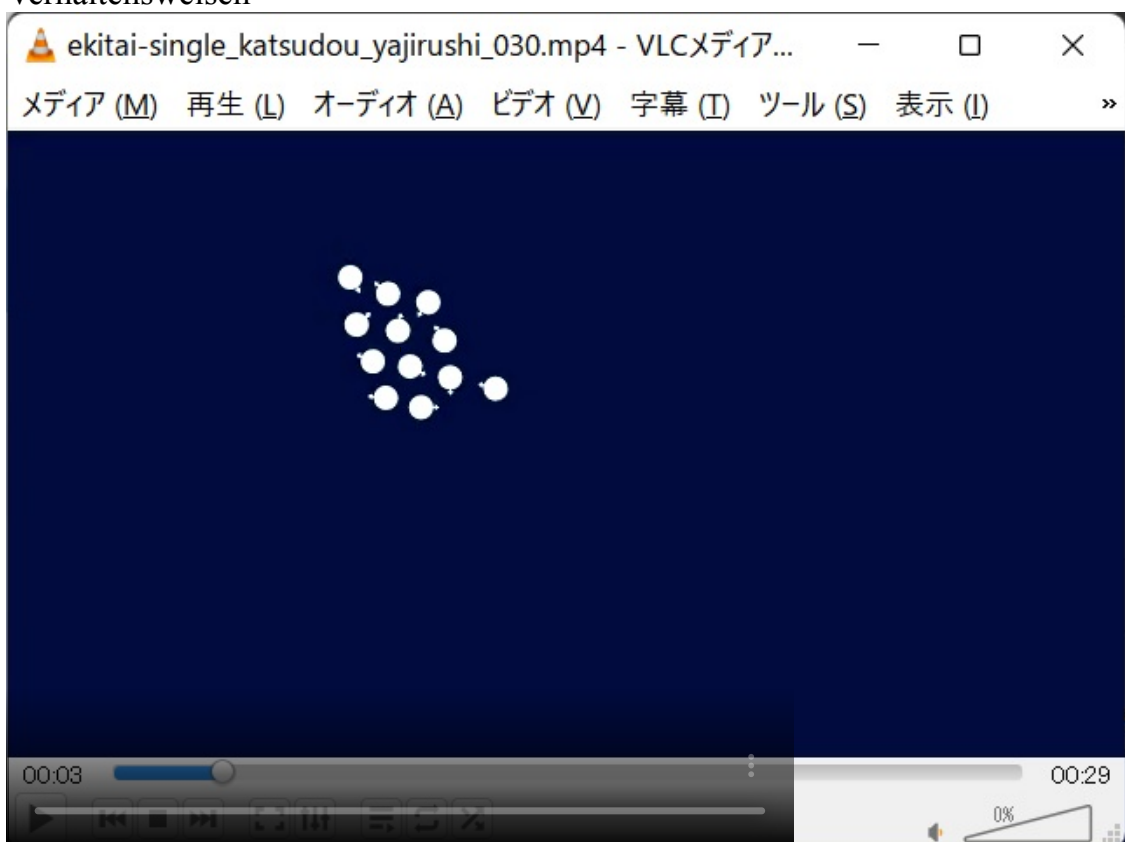 Verhaltensweisen
ekitai-single_katsudou_yajirushi_030.mp4 - VLCメディア...
メディア (M) 再生 (L) オーディオ (A) ビデオ (V) 字幕 (T) ツール (S) 表示 (I) »
00:03 00:29
0%